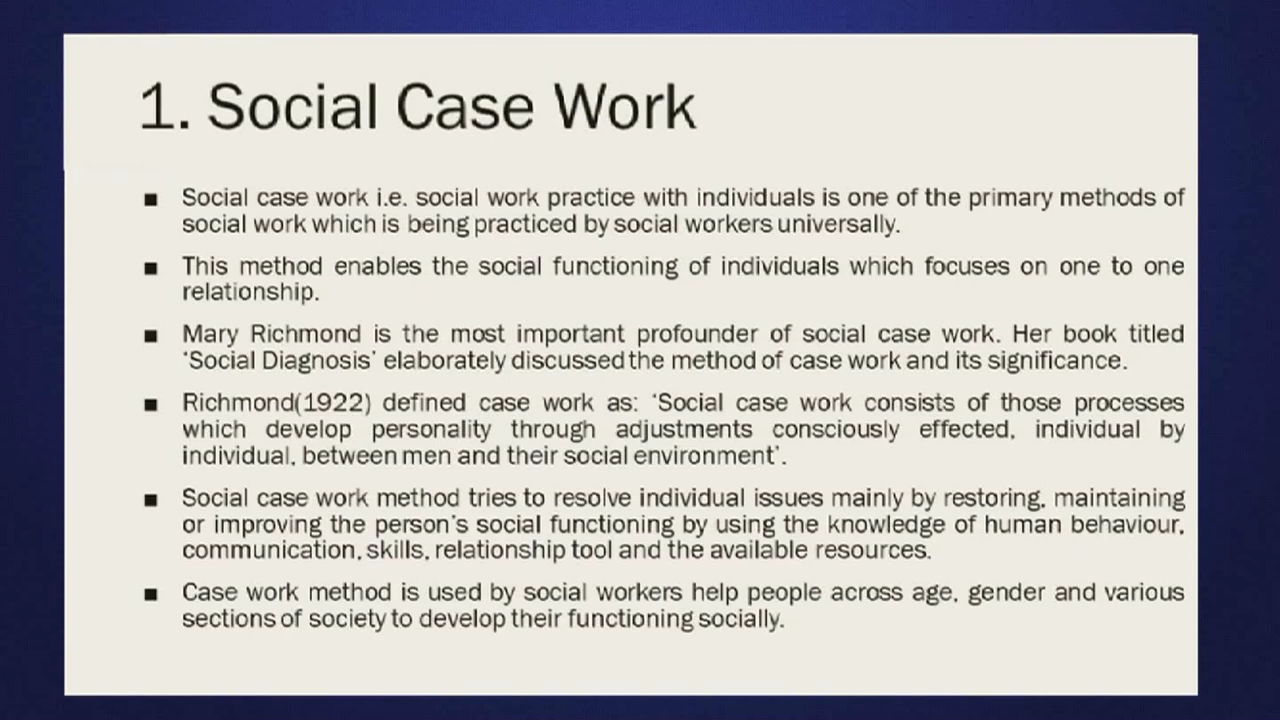 1. Social Case Work
▪ Social case work i.e. social work practice with individuals is one of the primary methods of
social work which is being practiced by social workers universally.
▪ This method enables the social functioning of individuals which focuses on one to one
relationship.
▪ Mary Richmond is the most important profounder of social case work. Her book titled
‘Social Diagnosis’ elaborately discussed the method of case work and its significance.
▪ Richmond(1922) defined case work as: ‘Social case work consists of those processes
which develop personality through adjustments consciously effected, individual by
individual, between men and their social environment’.
▪ Social case work method tries to resolve individual issues mainly by restoring, maintaining
or improving the person’s social functioning by using the knowledge of human behaviour,
communication, skills, relationship tool and the available resources.
▪ Case work method is used by social workers help people across age, gender and various
sections of society to develop their functioning socially.